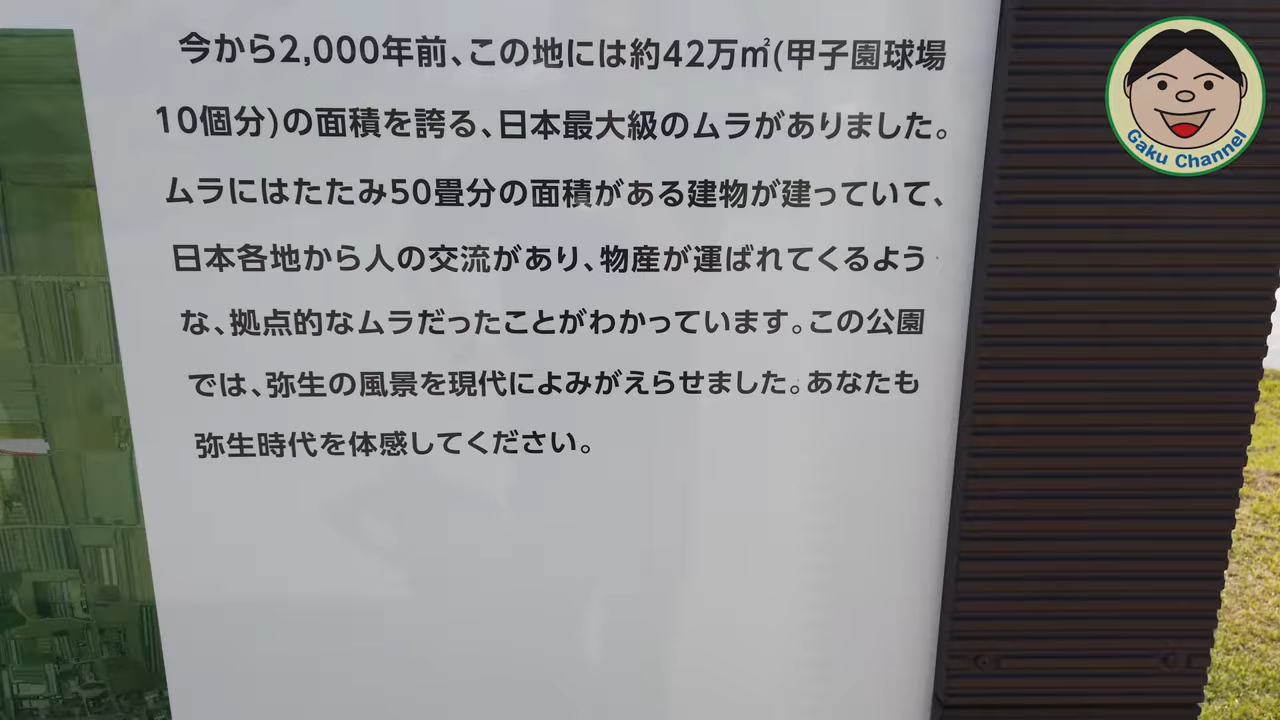 今から2,000年前、この地には約42万㎡(甲子園球場
10個分)の面積を誇る、日本最大級のムラがありました。
ムラにはたたみ50畳分の面積がある建物が建っていて、
日本各地から人の交流があり、物産が運ばれてくるよう
な、拠点的なムラだったことがわかっています。この公園
では、弥生の風景を現代によみがえらせました。あなたも
弥生時代を体感してください。
Gaku Channel